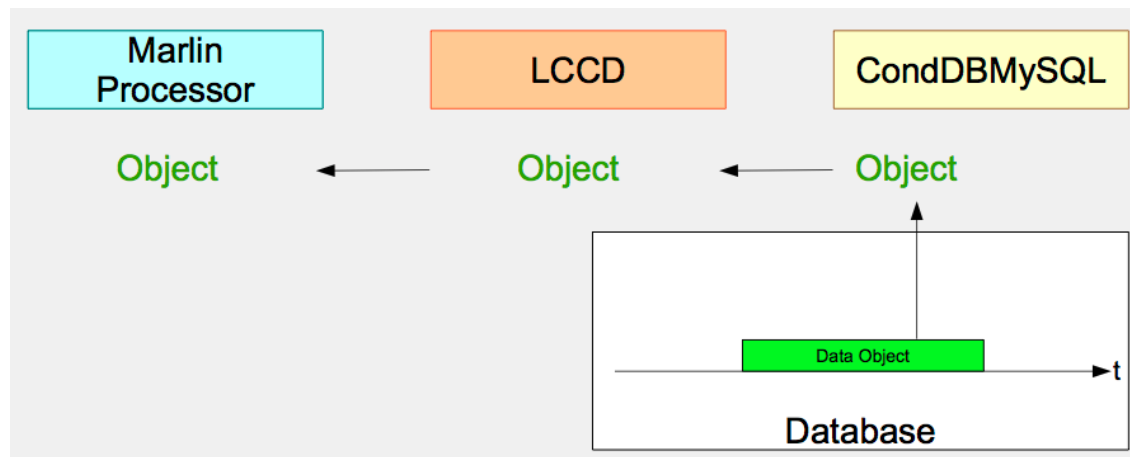 Marlin
Processor
LCCD
CondDBMySQL
Object
Object
Object
Data Object
t
Database